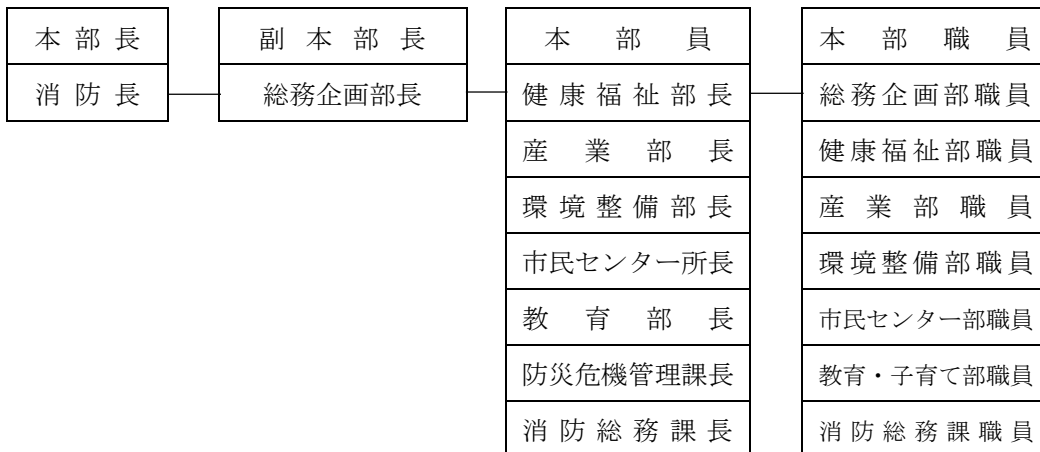 本部長
消防長
副本部長
総務企画部長
本部員
健康福祉部長
産業部長
環境整備部長
市民センター所長
教育部長
防災危機管理課長
消防総務課長
本部職員
総務企画部職員
健康福祉部職員
産業部職員
環境整備部職員
市民センター部職員
教育・子育て部職員
消防総務課職員